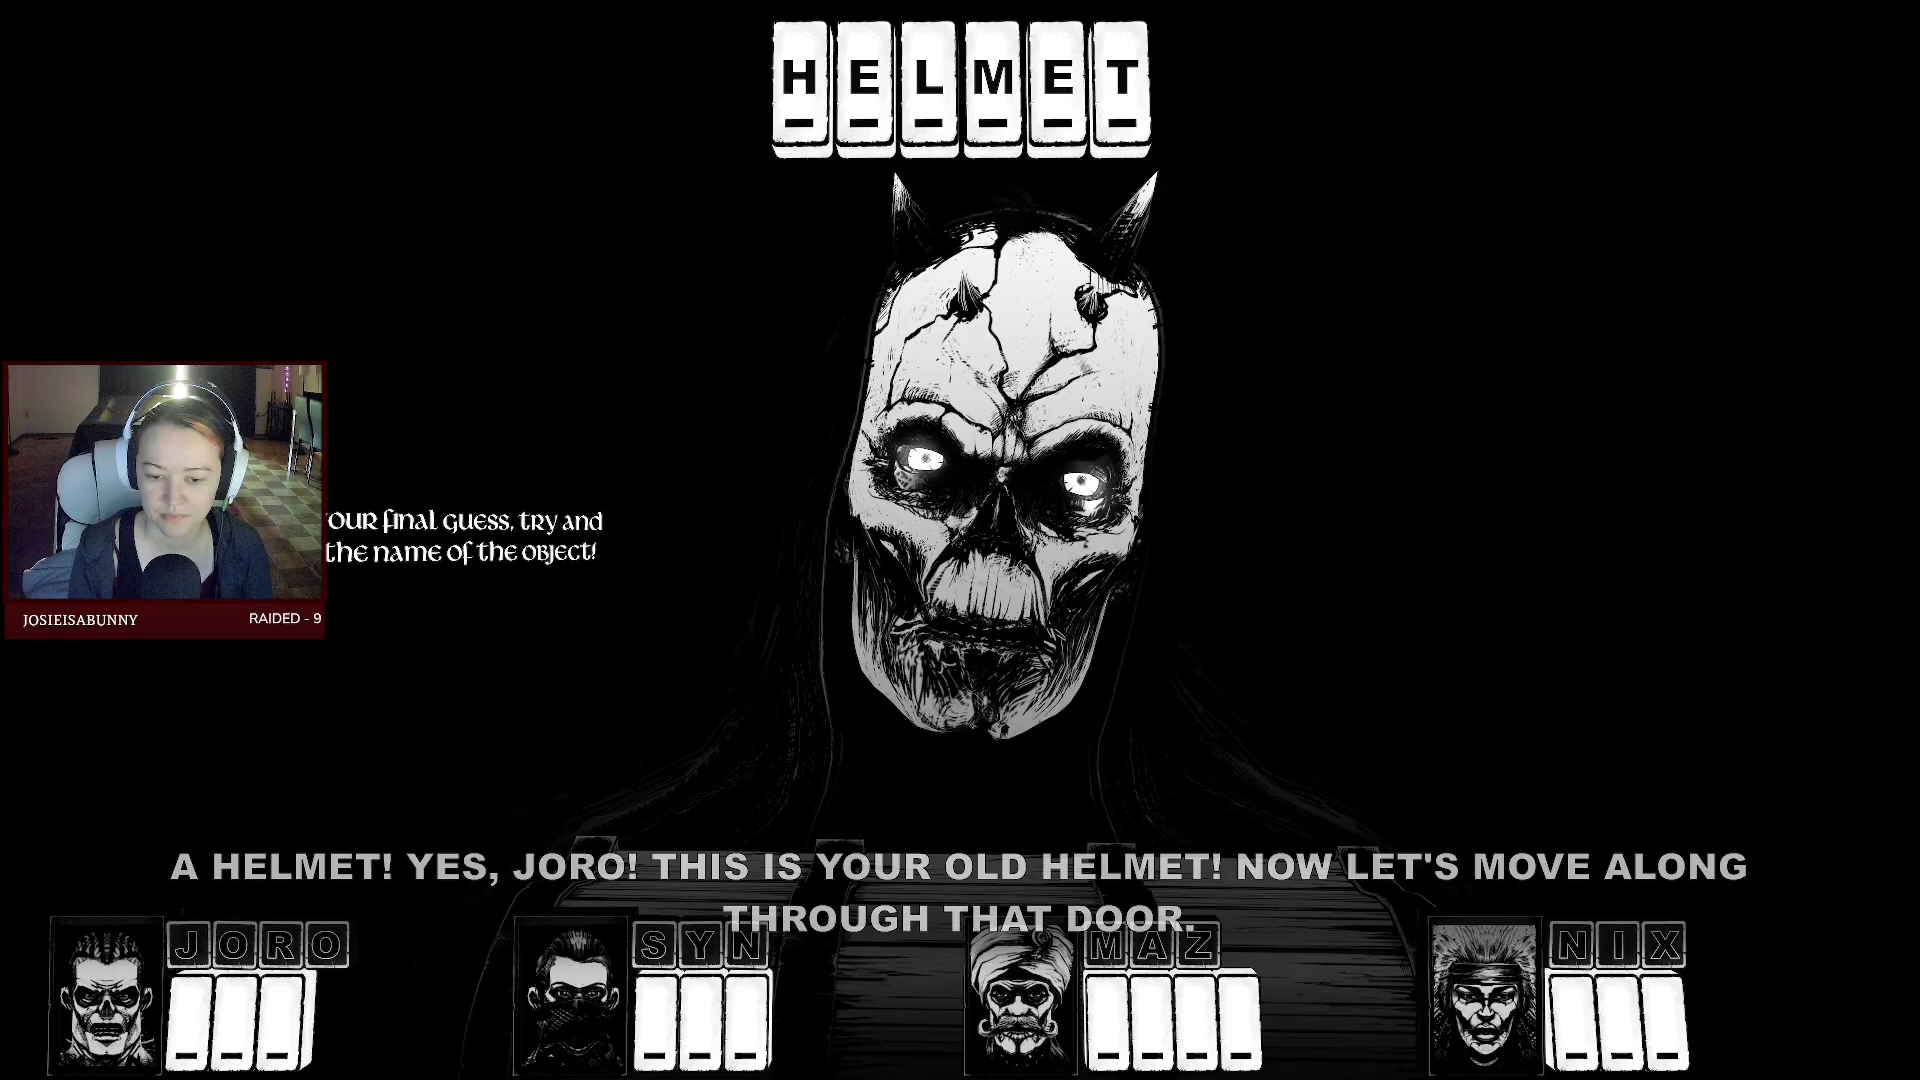 HELMET
OUR final guess, try and
the name of the object!
JOSIEISABUNNY
RAIDED - 9
A HELMET! YES, JORO! THIS IS YOUR OLD HELMET! NOW LET'S MOVE ALONG
THROUGH THAT DOOR.
JORO
SYN
MAZ
NIX